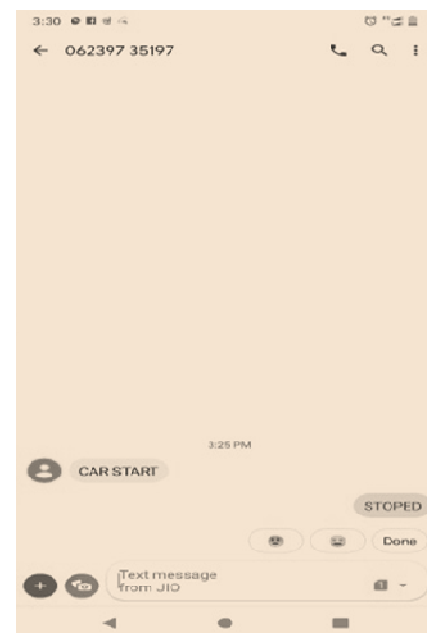 3:30
062397 35197
3:25 PM
CAR START
STOPED
Done
Text message
from JIO